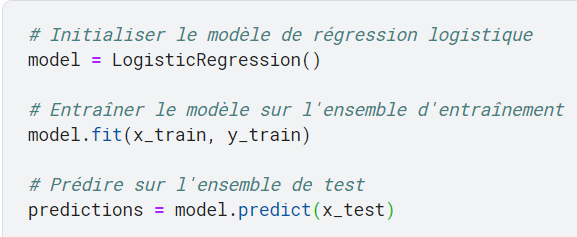 # Initialiser le modèle de régression logistique
model = LogisticRegression()
# Entraîner le modèle sur l'ensemble d'entraînement
model.fit(x_train, y_train)
# Prédire sur l'ensemble de test
predictions = model.predict(x_test)